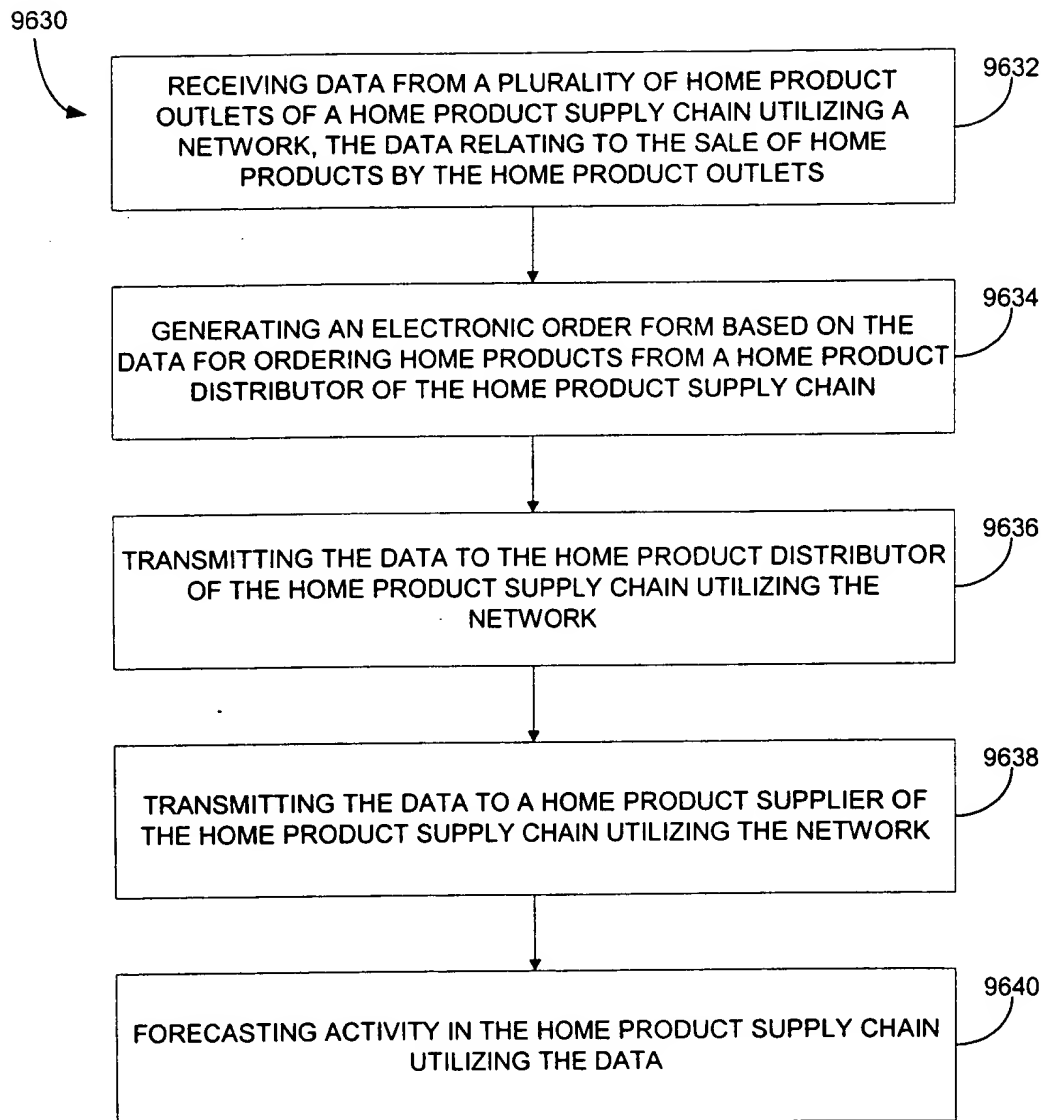 9630
RECEIVING DATA FROM A PLURALITY OF HOME PRODUCT
OUTLETS OF A HOME PRODUCT SUPPLY CHAIN UTILIZING A
NETWORK, THE DATA RELATING TO THE SALE OF HOME
PRODUCTS BY THE HOME PRODUCT OUTLETS
9632
GENERATING AN ELECTRONIC ORDER FORM BASED ON THE
DATA FOR ORDERING HOME PRODUCTS FROM A HOME PRODUCT
DISTRIBUTOR OF THE HOME PRODUCT SUPPLY CHAIN
9634
TRANSMITTING THE DATA TO THE HOME PRODUCT DISTRIBUTOR
OF THE HOME PRODUCT SUPPLY CHAIN UTILIZING THE
NETWORK
9636
TRANSMITTING THE DATA TO A HOME PRODUCT SUPPLIER OF
THE HOME PRODUCT SUPPLY CHAIN UTILIZING THE NETWORK
9638
FORECASTING ACTIVITY IN THE HOME PRODUCT SUPPLY CHAIN
UTILIZING THE DATA
9640